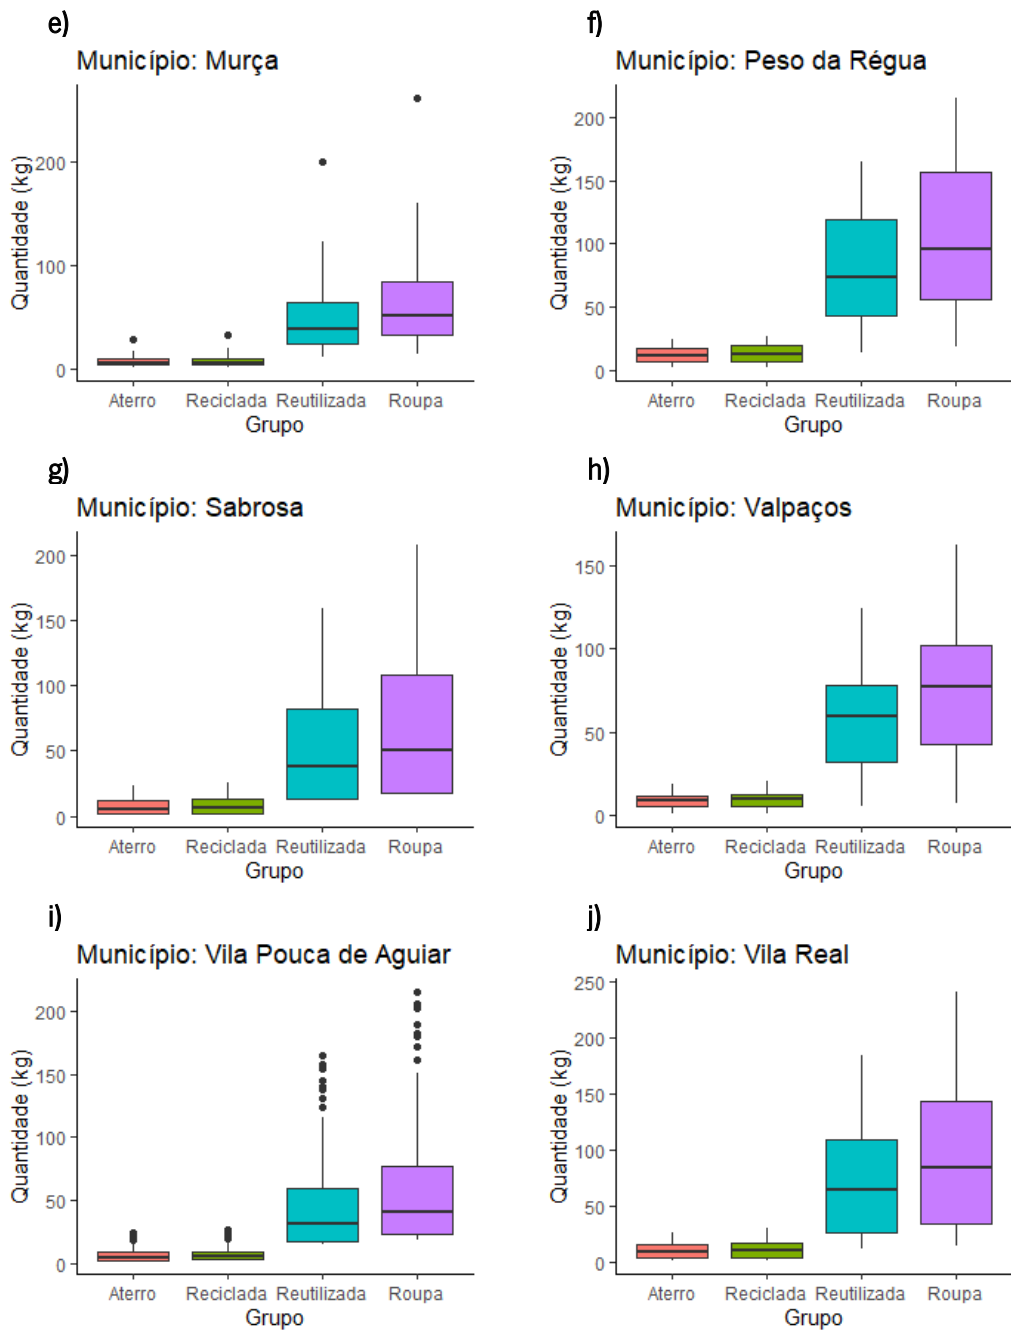 e)
Município: Murça
Quantidade (kg)
200
100
0
Aterro Reciclada Reutilizada Roupa
Grupo
f)
Município: Peso da Régua
Quantidade (kg)
200
150
100
50
0
Aterro Reciclada Reutilizada Roupa
Grupo
g)
Município: Sabrosa
Quantidade (kg)
200
150
100
50
0
Aterro Reciclada Reutilizada Roupa
Grupo
h)
Município: Valpaços
Quantidade (kg)
150
100
50
0
Aterro Reciclada Reutilizada Roupa
Grupo
i)
Município: Vila Pouca de Aguiar
Quantidade (kg)
200
150
100
50
0
Aterro Reciclada Reutilizada Roupa
Grupo
j)
Município: Vila Real
Quantidade (kg)
250
200
150
100
50
0
Aterro Reciclada Reutilizada Roupa
Grupo